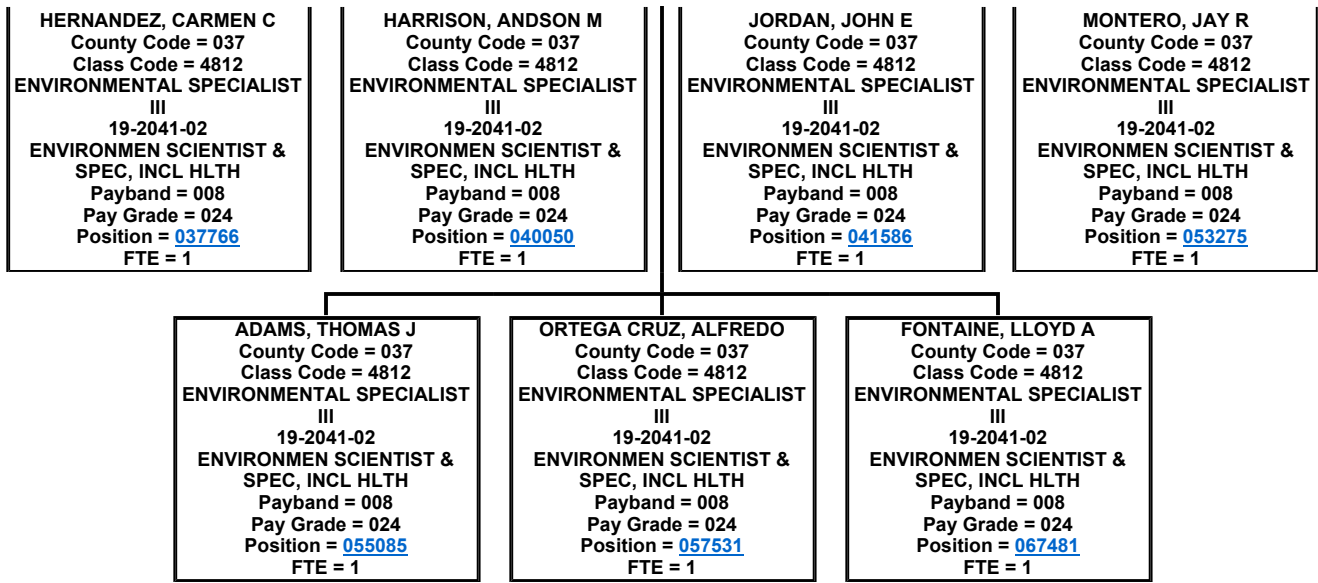 HERNANDEZ, CARMEN C
County Code = 037
Class Code = 4812
ENVIRONMENTAL SPECIALIST
III
19-2041-02
ENVIRONMEN SCIENTIST &
SPEC, INCL HLTH
Payband = 008
Pay Grade = 024
Position = 037766
FTE = 1
HARRISON, ANDSON M
County Code = 037
Class Code = 4812
ENVIRONMENTAL SPECIALIST
III
19-2041-02
ENVIRONMEN SCIENTIST &
SPEC, INCL HLTH
Payband = 008
Pay Grade = 024
Position = 040050
FTE = 1
JORDAN, JOHN E
County Code = 037
Class Code = 4812
ENVIRONMENTAL SPECIALIST
III
19-2041-02
ENVIRONMEN SCIENTIST &
SPEC, INCL HLTH
Payband = 008
Pay Grade = 024
Position = 041586
FTE = 1
MONTERO, JAY R
County Code = 037
Class Code = 4812
ENVIRONMENTAL SPECIALIST
III
19-2041-02
ENVIRONMEN SCIENTIST &
SPEC, INCL HLTH
Payband = 008
Pay Grade = 024
Position = 053275
FTE = 1
ADAMS, THOMAS J
County Code = 037
Class Code = 4812
ENVIRONMENTAL SPECIALIST
III
19-2041-02
ENVIRONMEN SCIENTIST &
SPEC, INCL HLTH
Payband = 008
Pay Grade = 024
Position = 055085
FTE = 1
ORTEGA CRUZ, ALFREDO
County Code = 037
Class Code = 4812
ENVIRONMENTAL SPECIALIST
III
19-2041-02
ENVIRONMEN SCIENTIST &
SPEC, INCL HLTH
Payband = 008
Pay Grade = 024
Position = 057531
FTE = 1
FONTAINE, LLOYD A
County Code = 037
Class Code = 4812
ENVIRONMENTAL SPECIALIST
III
19-2041-02
ENVIRONMEN SCIENTIST &
SPEC, INCL HLTH
Payband = 008
Pay Grade = 024
Position = 067481
FTE = 1